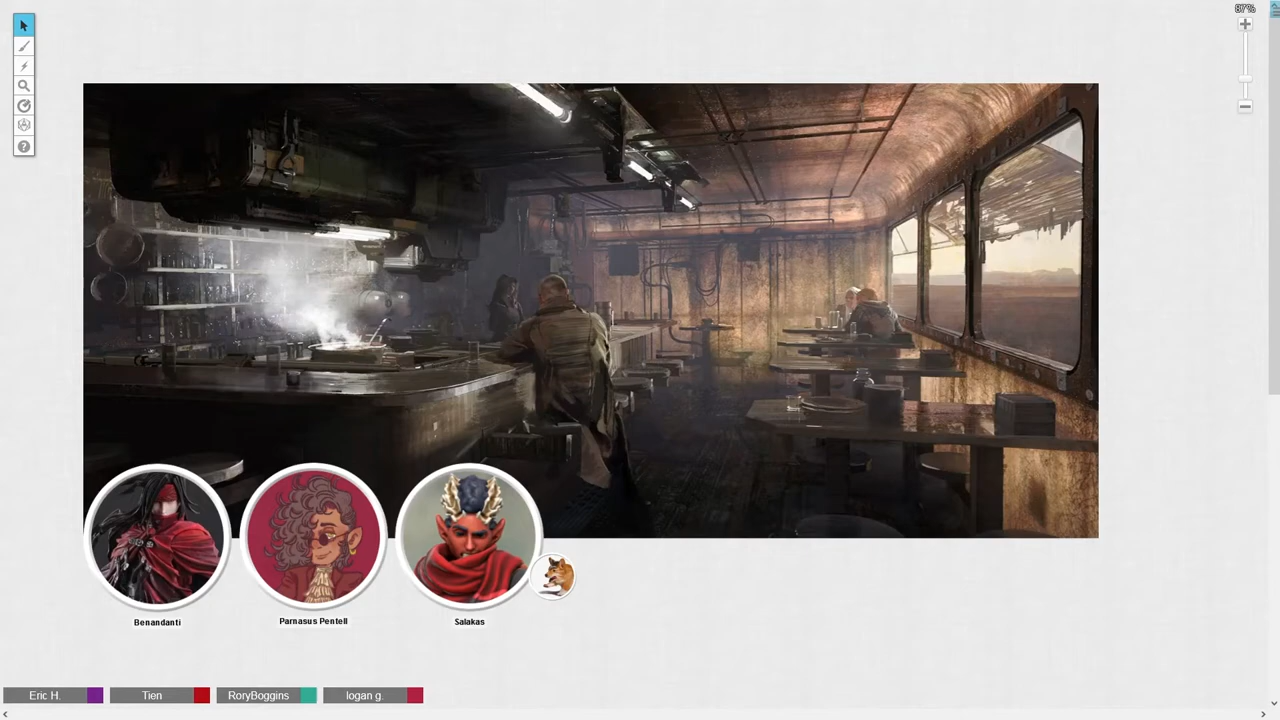 87%
Benandanti
Parnasus Pentell
Salakas
Eric H.
Tien
RoryBoggins
logan g.